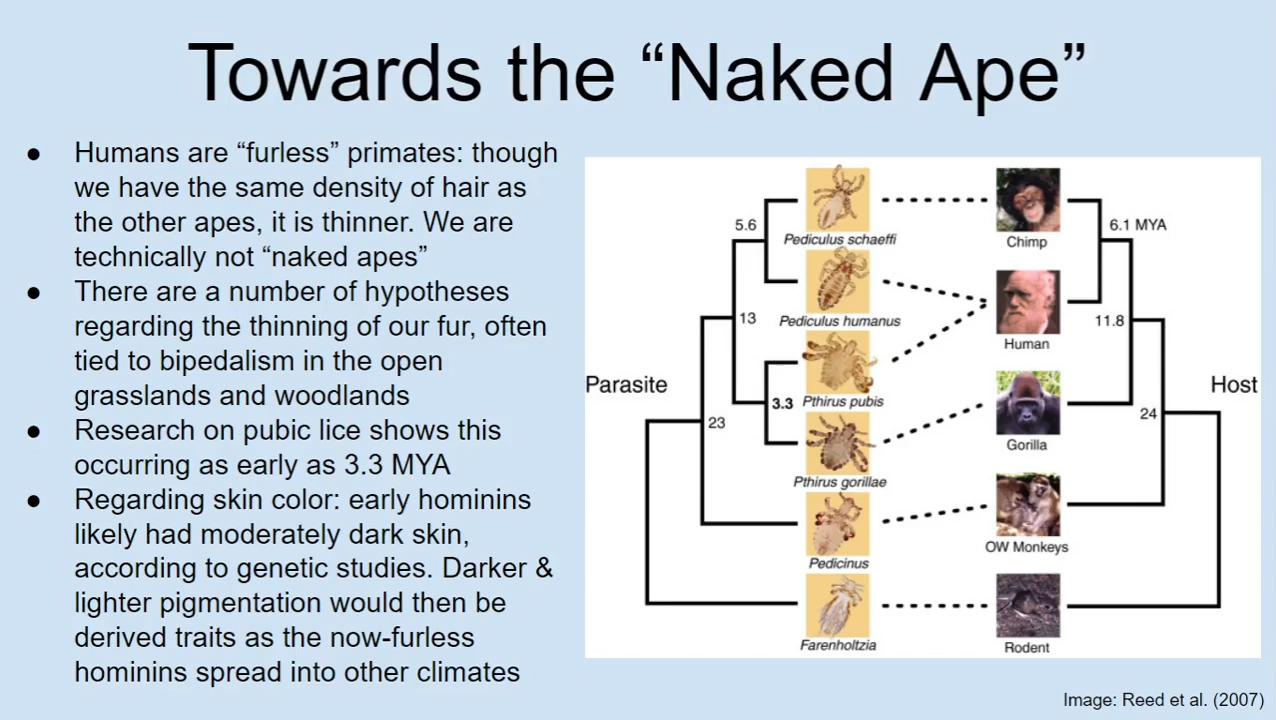 Towards the “Naked Ape”
● Humans are “furless” primates: though
we have the same density of hair as
the other apes, it is thinner. We are
technically not “naked apes”
● There are a number of hypotheses
regarding the thinning of our fur, often
tied to bipedalism in the open
grasslands and woodlands
● Research on pubic lice shows this
occurring as early as 3.3 MYA
● Regarding skin color: early hominins
likely had moderately dark skin,
according to genetic studies. Darker &
lighter pigmentation would then be
derived traits as the now-furless
hominins spread into other climates
Parasite
5.6
13
3.3
23
Pediculus schaeffi
Pediculus humanus
Pthirus pubis
Pthirus gorillae
Pedicinus
Farenholtzia
Chimp
Human
Gorilla
OW Monkeys
Rodent
6.1 MYA
11.8
24
Host
Image: Reed et al. (2007)